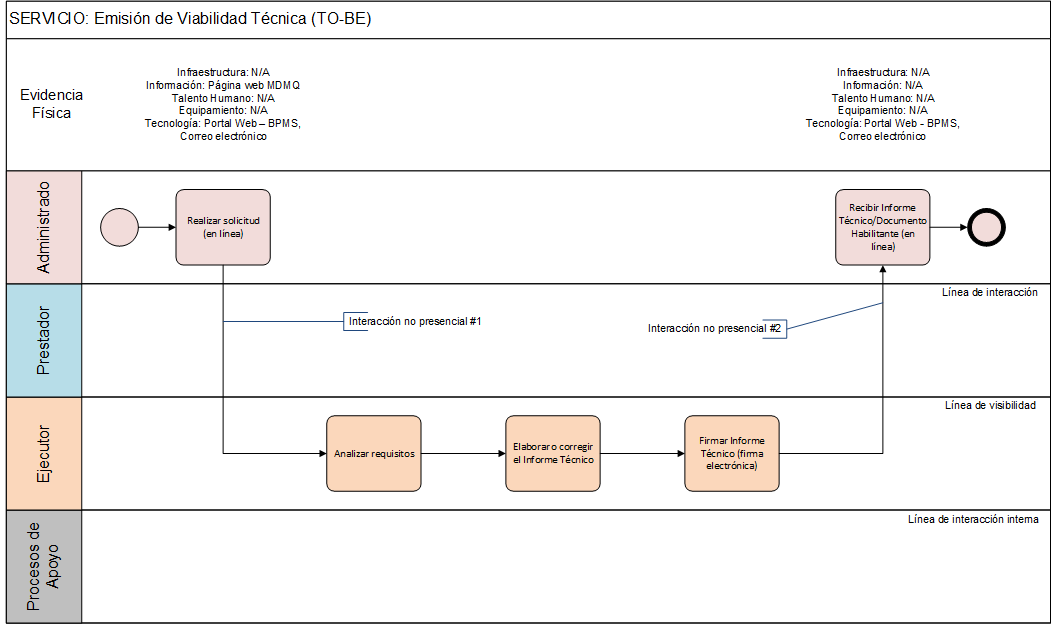 SERVICIO: Emisión de Viabilidad Técnica (TO-BE)
Evidencia
Física
Infraestructura: N/A
Información: Página web MDMQ
Talento Humano: N/A
Equipamiento: N/A
Tecnología: Portal Web – BPMS,
Correo electrónico
Infraestructura: N/A
Información: N/A
Talento Humano: N/A
Equipamiento: N/A
Tecnología: Portal Web - BPMS,
Correo electrónico
Administrado
Realizar solicitud
(en línea)
Recibir Informe
Técnico/Documento
Habilitante (en
línea)
Prestador
Línea de interacción
Interacción no presencial #1
Interacción no presencial #2
Ejecutor
Línea de visibilidad
Analizar requisitos
Elaborar o corregir
el Informe Técnico
Firmar Informe
Técnico (firma
electrónica)
Procesos de
Apoyo
Línea de interacción interna